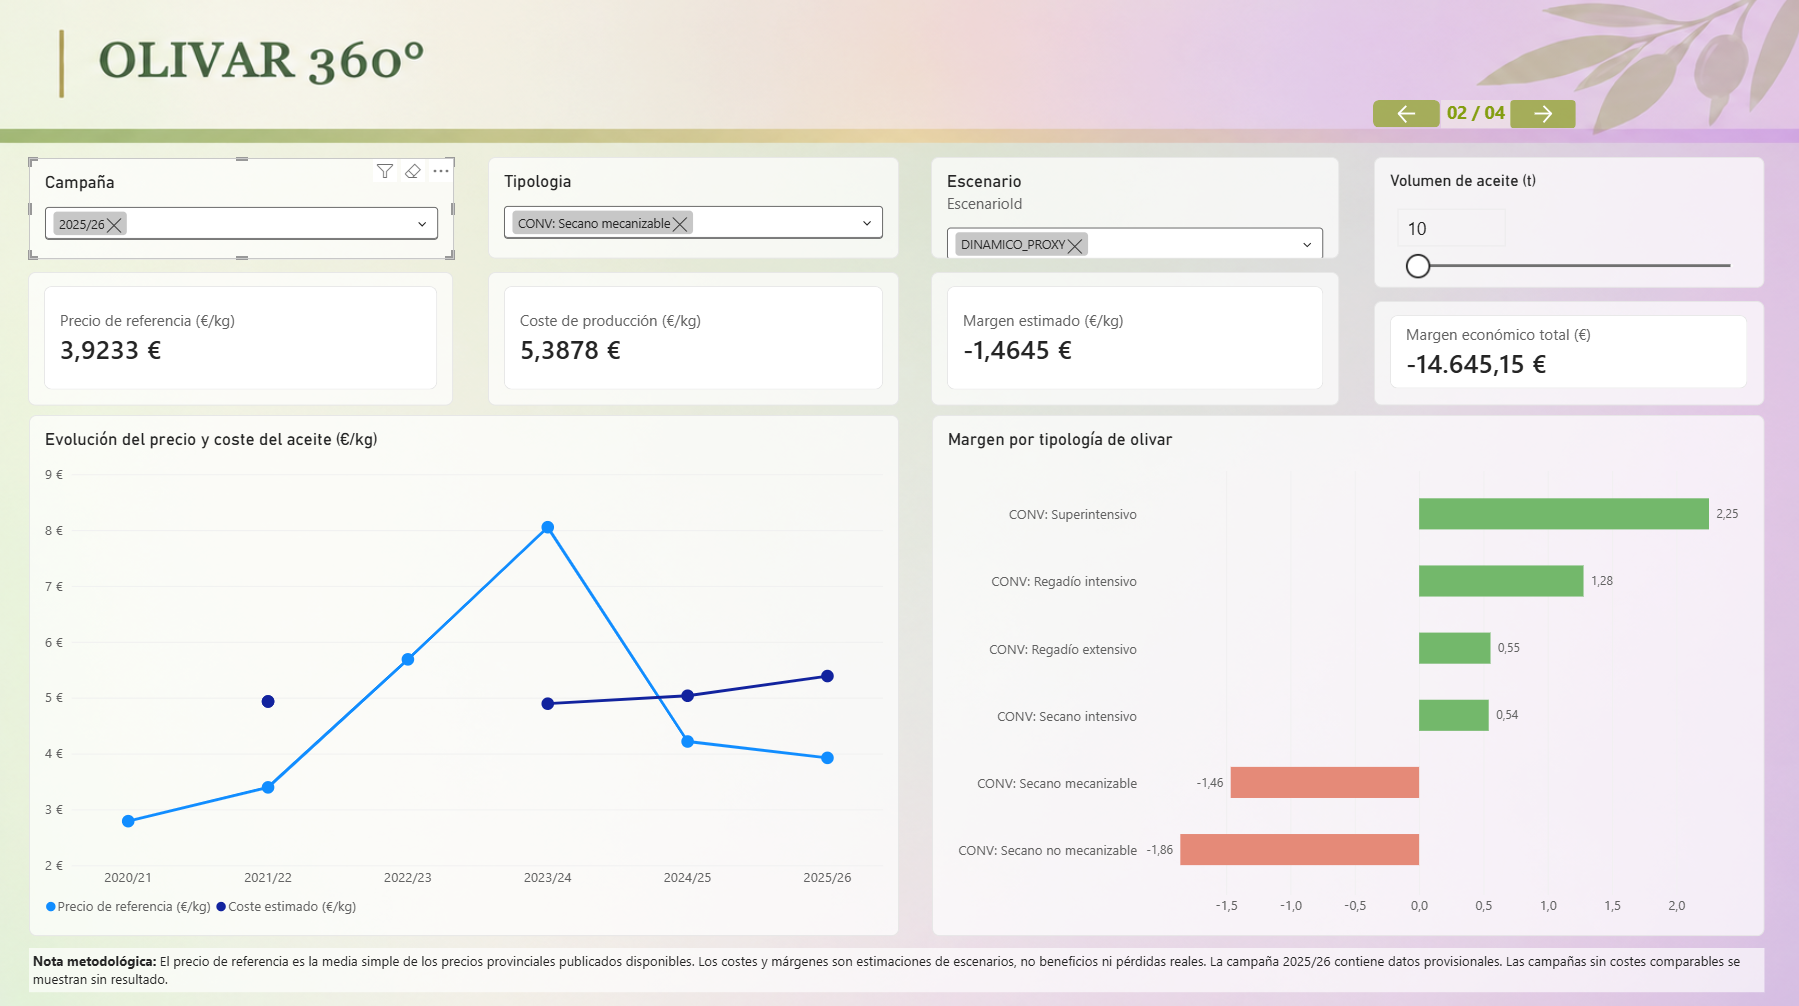 OLIVAR 360º
02 / 04
Campaña
2025/26
Tipologia
CONV: Secano mecanizable
Escenario
EscenarioId
DINAMICO_PROXY
Volumen de aceite (t)
10
Precio de referencia (€/kg)
3,9233 €
Coste de producción (€/kg)
5,3878 €
Margen estimado (€/kg)
-1,4645 €
Margen económico total (€)
-14.645,15 €
Evolución del precio y coste del aceite (€/kg)
9 €
8 €
7 €
6 €
5 €
4 €
3 €
2 €
2020/21 2021/22 2022/23 2023/24 2024/25 2025/26
Precio de referencia (€/kg) Coste estimado (€/kg)
Margen por tipología de olivar
CONV: Superintensivo 2,25
CONV: Regadío intensivo 1,28
CONV: Regadío extensivo 0,55
CONV: Secano intensivo 0,54
CONV: Secano mecanizable -1,46
CONV: Secano no mecanizable -1,86
-1,5 -1,0 -0,5 0,0 0,5 1,0 1,5 2,0
Nota metodológica: El precio de referencia es la media simple de los precios provinciales publicados disponibles. Los costes y márgenes son estimaciones de escenarios, no beneficios ni pérdidas reales. La campaña 2025/26 contiene datos provisionales. Las campañas sin costes comparables se
muestran sin resultado.